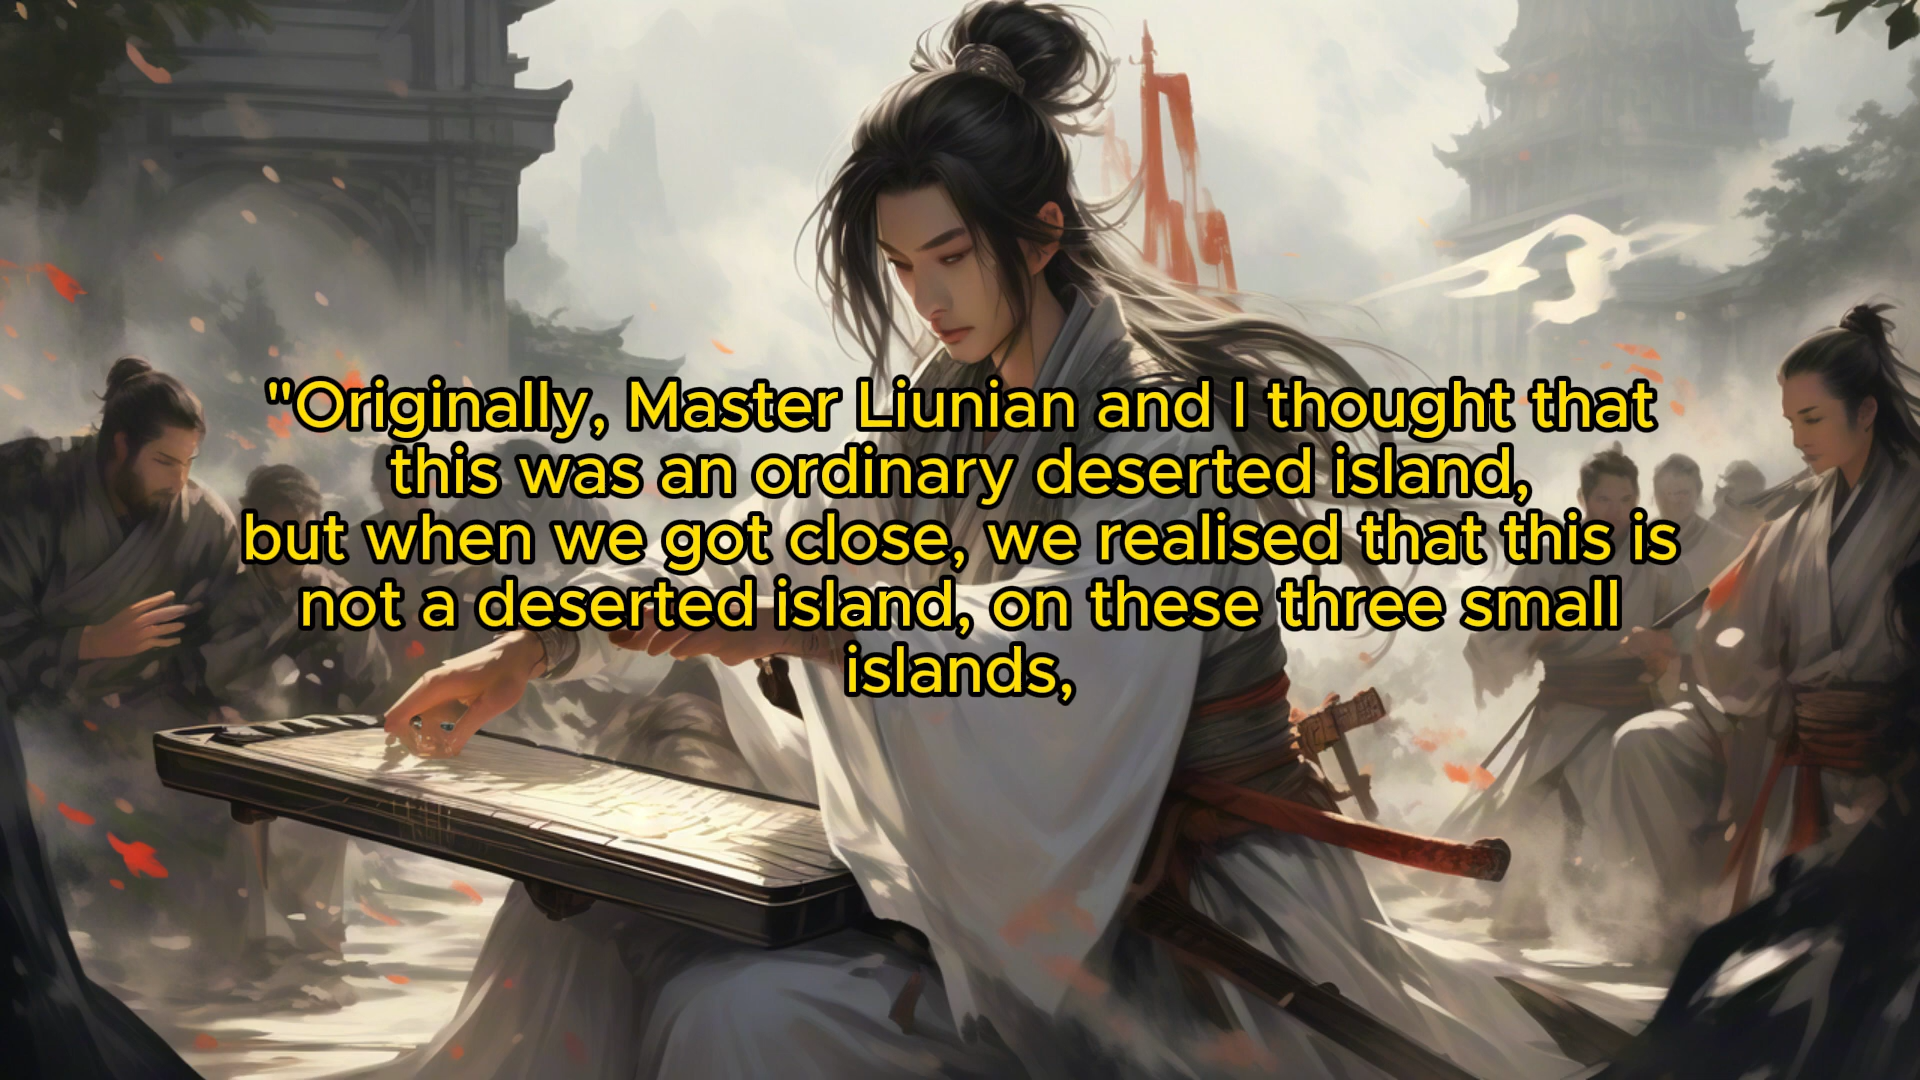 "Originally, Master Liunian and I thought that
this was an ordinary deserted island,
but when we got close, we realised that this is
not a deserted island, on these three small
islands,